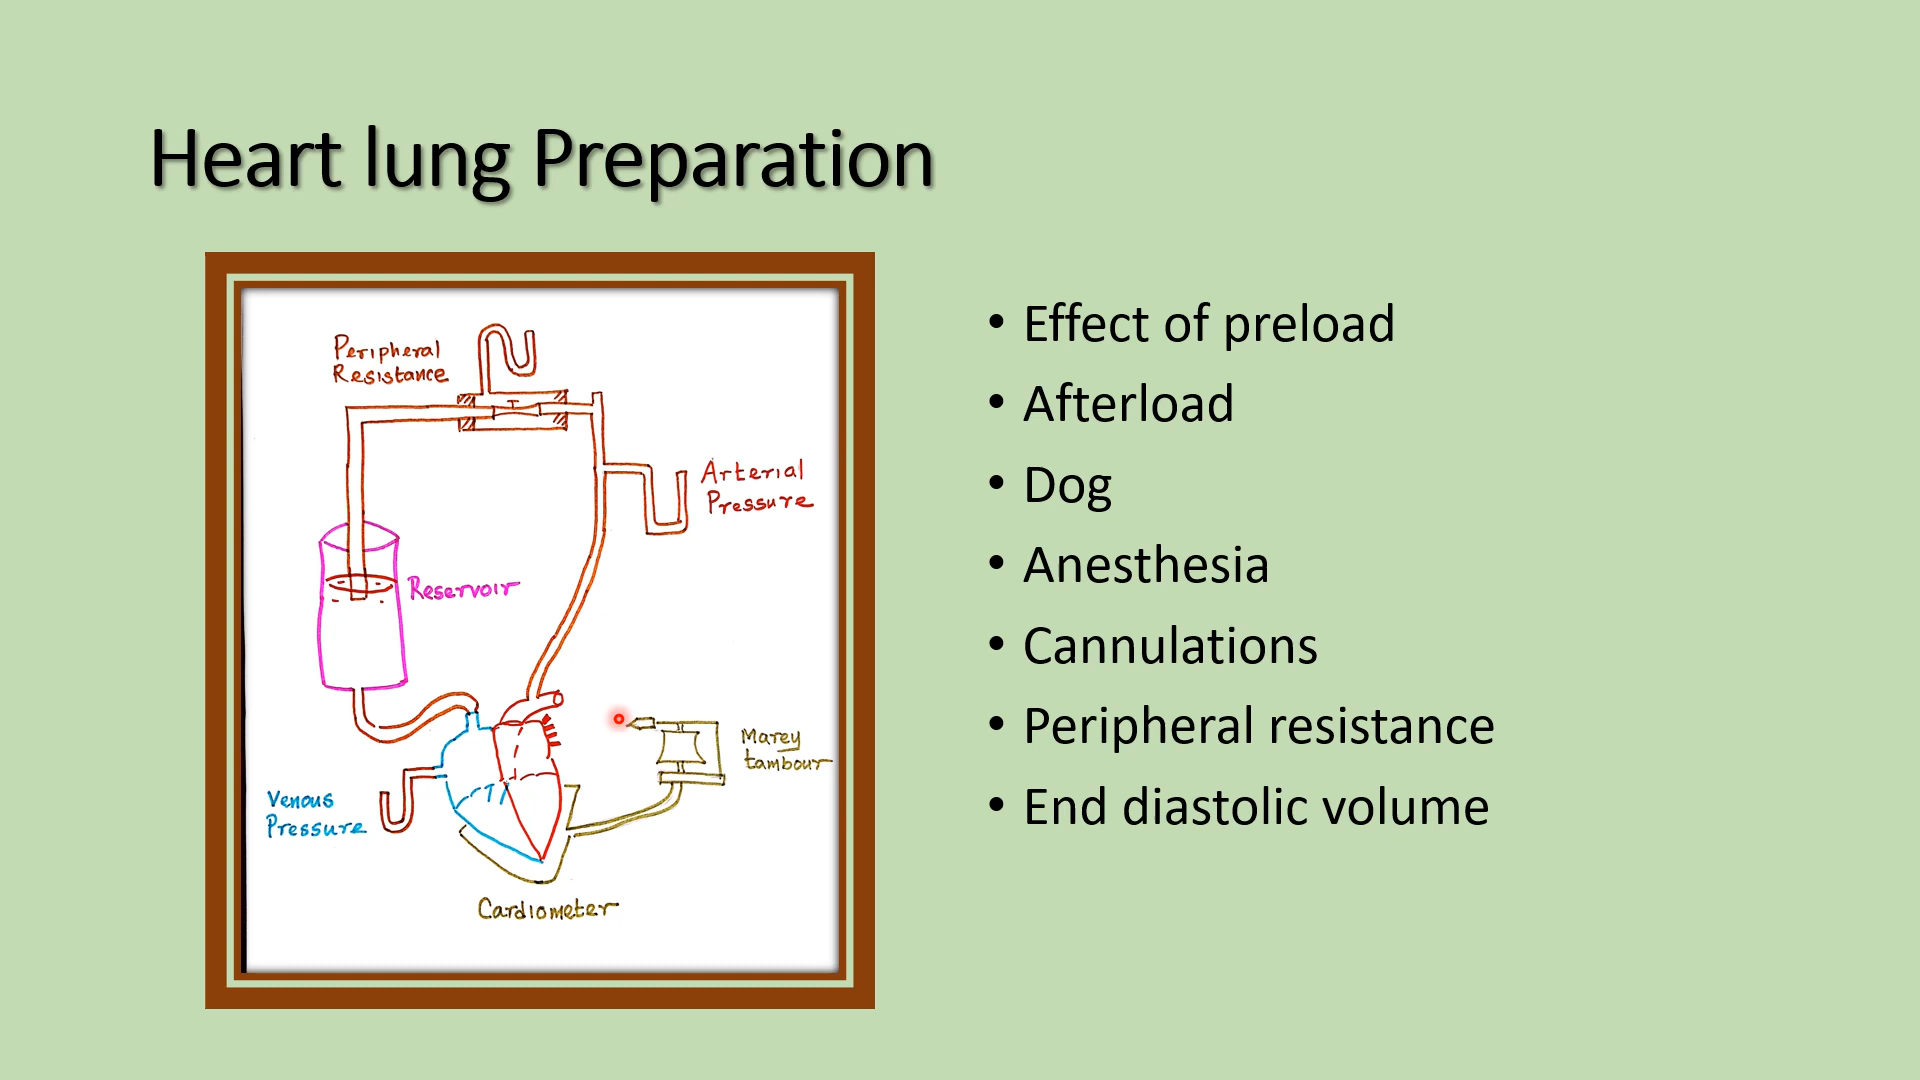 Heart lung Preparation
Peripheral
Resistance
Arterial
Pressure
Reservoir
Marey
tambour
Venous
Pressure
Cardiometer
• Effect of preload
• Afterload
• Dog
• Anesthesia
• Cannulations
• Peripheral resistance
• End diastolic volume